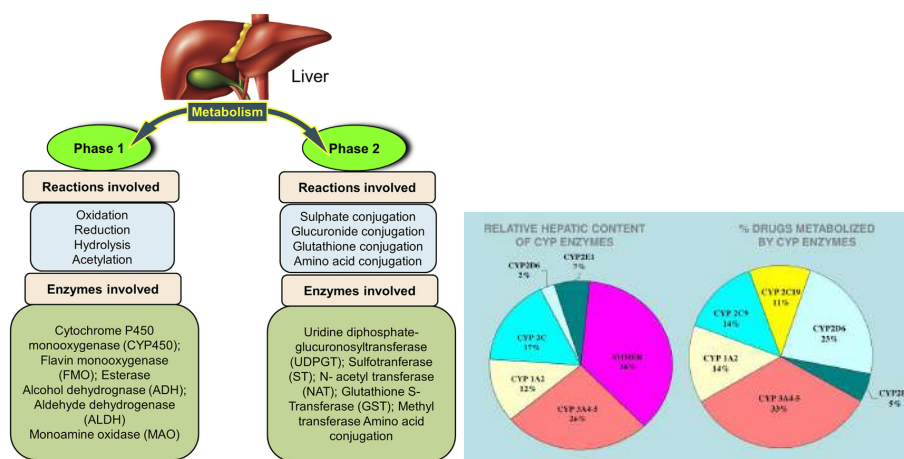 Liver
Metabolism
Phase 1
Reactions involved
Oxidation
Reduction
Hydrolysis
Acetylation
Enzymes involved
Cytochrome P450
monooxygenase (CYP450);
Flavin monooxygenase
(FMO); Esterase
Alcohol dehydrognase (ADH);
Aldehyde dehydrogenase
(ALDH)
Monoamine oxidase (MAO)
Phase 2
Reactions involved
Sulphate conjugation
Glucuronide conjugation
Glutathione conjugation
Amino acid conjugation
Enzymes involved
Uridine diphosphate-
glucuronosyltransferase
(UDPGT); Sulfotranferase
(ST); N- acetyl transferase
(NAT); Glutathione S-
Transferase (GST); Methyl
transferase Amino acid
conjugation
RELATIVE HEPATIC CONTENT
OF CYP ENZYMES
CYP2D6
2%
CYP2E1
7%
CYP 2C
17%
OTHER
36%
CYP 1A2
12%
CYP 3A4-5
26%
% DRUGS METABOLIZED
BY CYP ENZYMES
CYP 2C19
11%
CYP 2C9
14%
CYP2D6
23%
CYP 1A2
14%
CYP2E
5%
CYP 3A4-5
33%